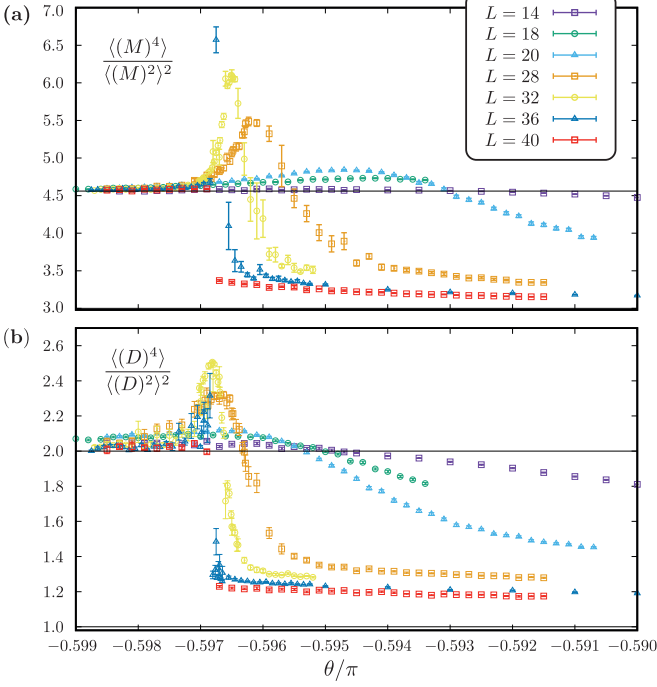 (a)
⟨(M)⁴⟩
⟨(M)²⟩²
7.0
6.5
6.0
5.5
5.0
4.5
4.0
3.5
3.0
L = 14
L = 18
L = 20
L = 28
L = 32
L = 36
L = 40
(b)
⟨(D)⁴⟩
⟨(D)²⟩²
2.6
2.4
2.2
2.0
1.8
1.6
1.4
1.2
1.0
−0.599 −0.598 −0.597 −0.596 −0.595 −0.594 −0.593 −0.592 −0.591 −0.590
θ/π